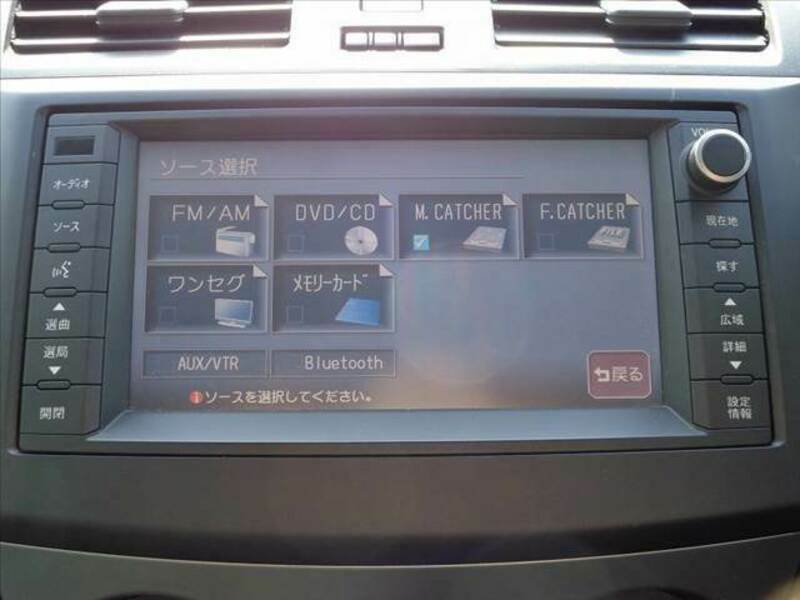 オーディオ
ソース
選曲
選局
開閉
ソース選択
FM/AM
DVD/CD
M.CATCHER
F.CATCHER
ワンセグ
メモリーカード
AUX/VTR
Bluetooth
ソースを選択してください。
戻る
VOL
現在地
探す
広域
詳細
設定
情報